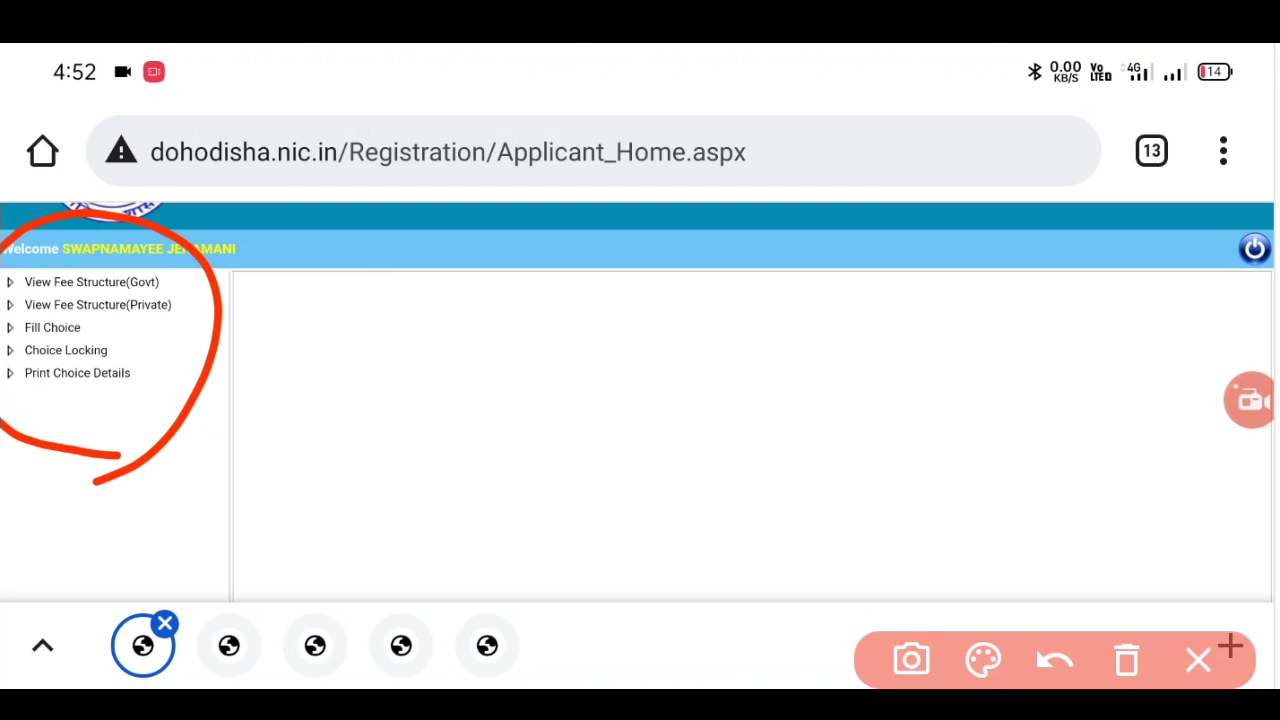 4:52
0.00 KB/S
Vo LTE
4G
14
dohodisha.nic.in/Registration/Applicant_Home.aspx
13
Welcome SWAPNAMAYEE JENAMANI
View Fee Structure(Govt)
View Fee Structure(Private)
Fill Choice
Choice Locking
Print Choice Details